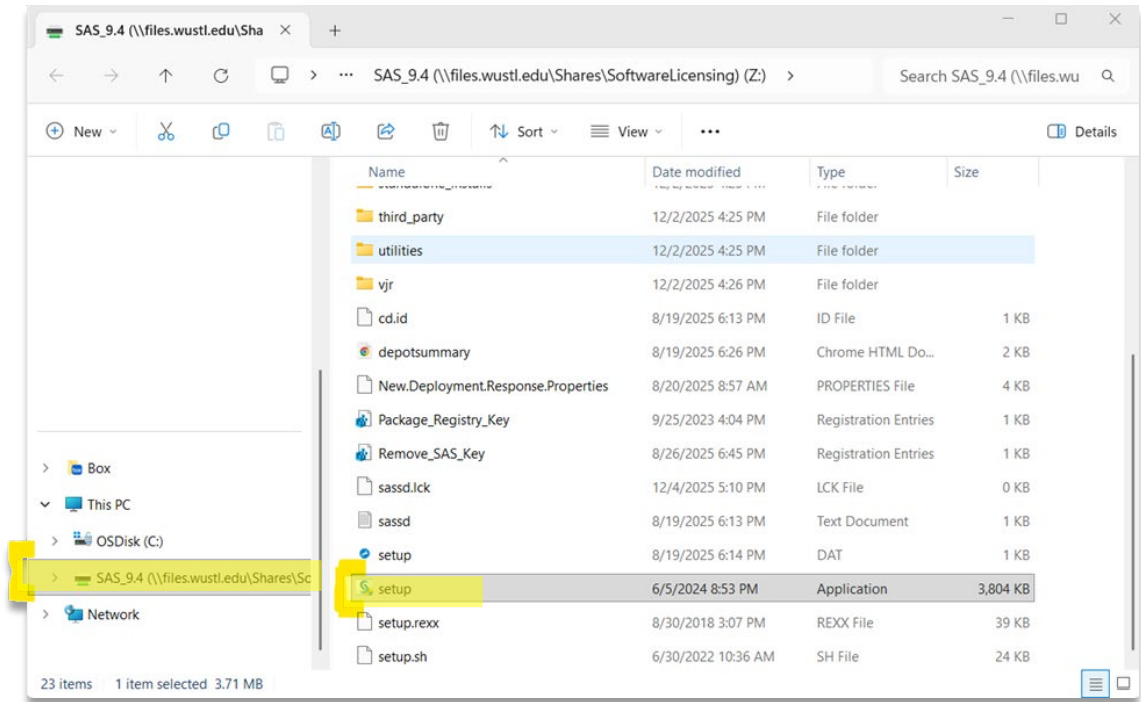 SAS_9.4 (\\files.wustl.edu\Sha
SAS_9.4 (\\files.wustl.edu\Shares\SoftwareLicensing) (Z:)
Search SAS_9.4 (\\files.wu
New
Sort
View
Details
Name Date modified Type Size
third_party 12/2/2025 4:25 PM File folder
utilities 12/2/2025 4:25 PM File folder
vjr 12/2/2025 4:26 PM File folder
cd.id 8/19/2025 6:13 PM ID File 1 KB
depotsummary 8/19/2025 6:26 PM Chrome HTML Do... 2 KB
New.Deployment.Response.Properties 8/20/2025 8:57 AM PROPERTIES File 4 KB
Package_Registry_Key 9/25/2023 4:04 PM Registration Entries 1 KB
Remove_SAS_Key 8/26/2025 6:45 PM Registration Entries 1 KB
sassd.lck 12/4/2025 5:10 PM LCK File 0 KB
sassd 8/19/2025 6:13 PM Text Document 1 KB
setup 8/19/2025 6:14 PM DAT 1 KB
setup 6/5/2024 8:53 PM Application 3,804 KB
setup.rexx 8/30/2018 3:07 PM REXX File 39 KB
setup.sh 6/30/2022 10:36 AM SH File 24 KB
Box
This PC
OSDisk (C:)
SAS_9.4 (\\files.wustl.edu\Shares\So
Network
23 items 1 item selected 3.71 MB